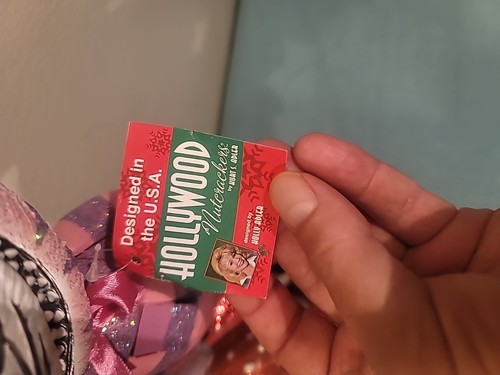 Designed in
the U.S.A.
HOLLYWOOD
Nutcrackers
by KURT S. ADLER
designed by
HOLLY ADLER